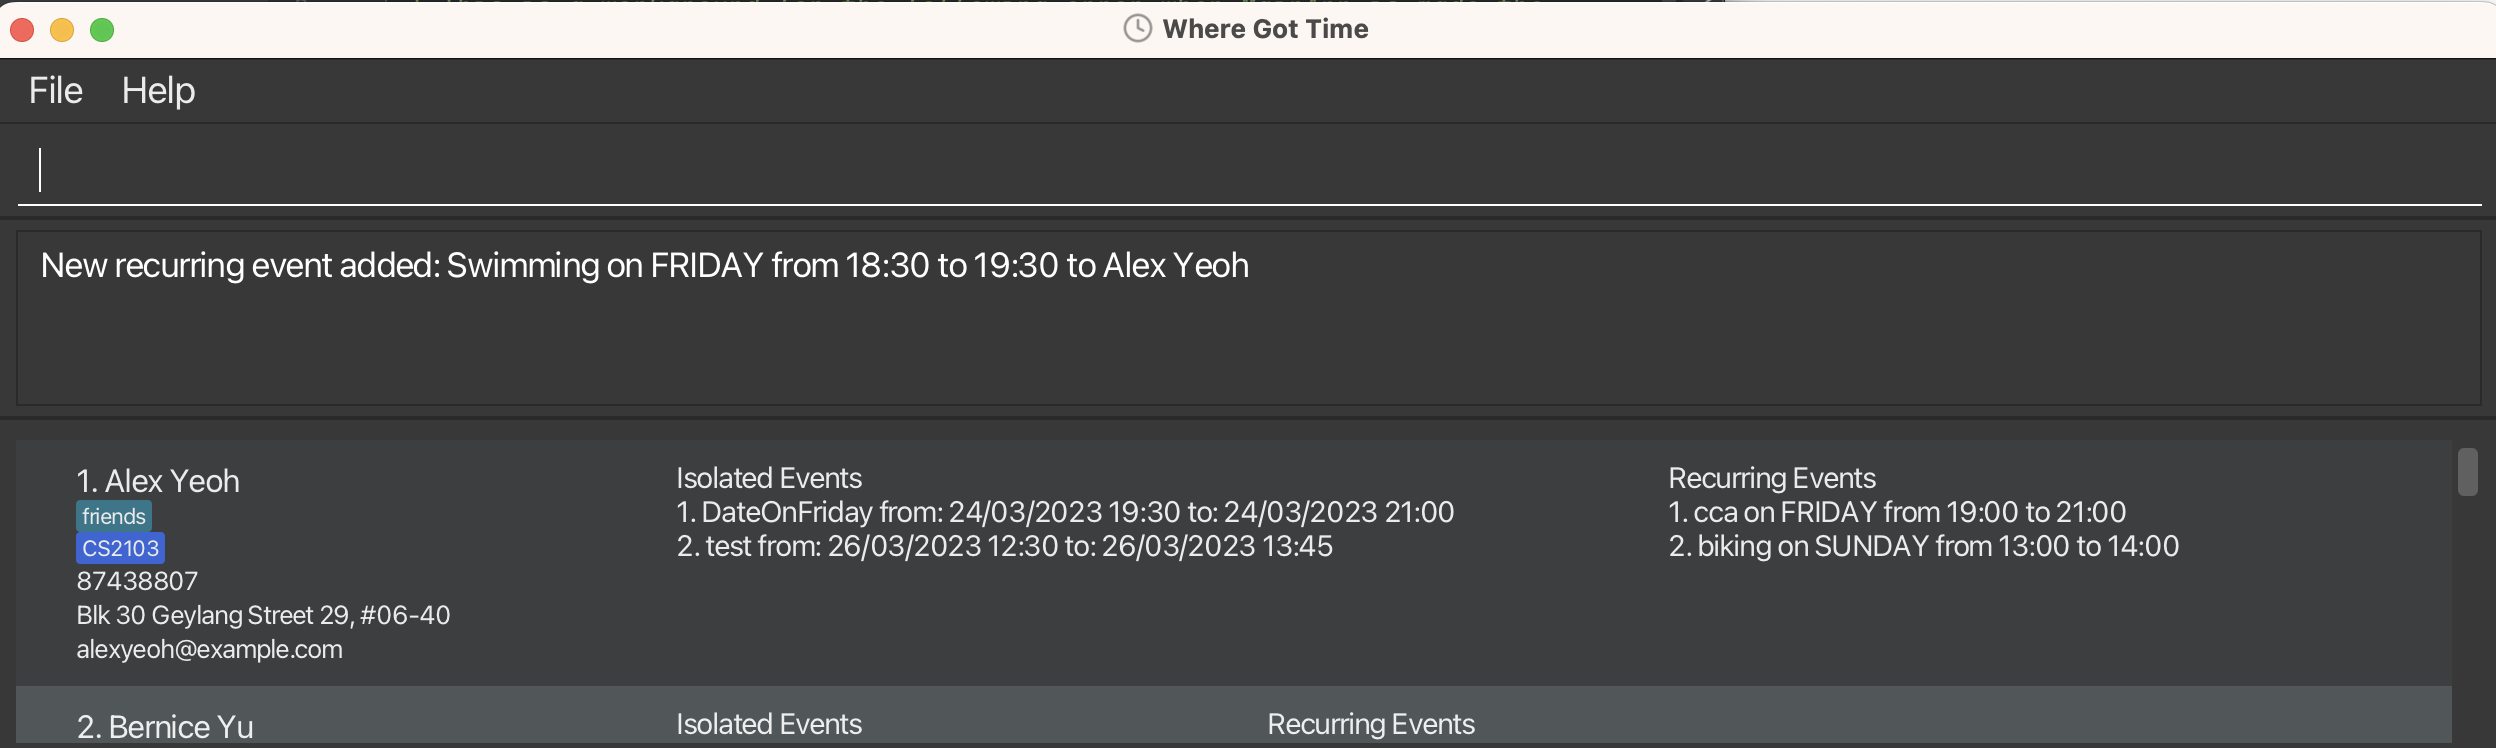 Where Got Time
File Help
New recurring event added: Swimming on FRIDAY from 18:30 to 19:30 to Alex Yeoh
1. Alex Yeoh
friends
CS2103
87438807
Blk 30 Geylang Street 29, #06-40
alexyeoh@example.com
Isolated Events
1. DateOnFriday from: 24/03/2023 19:30 to: 24/03/2023 21:00
2. test from: 26/03/2023 12:30 to: 26/03/2023 13:45
Recurring Events
1. cca on FRIDAY from 19:00 to 21:00
2. biking on SUNDAY from 13:00 to 14:00
2. Bernice Yu
Isolated Events
Recurring Events